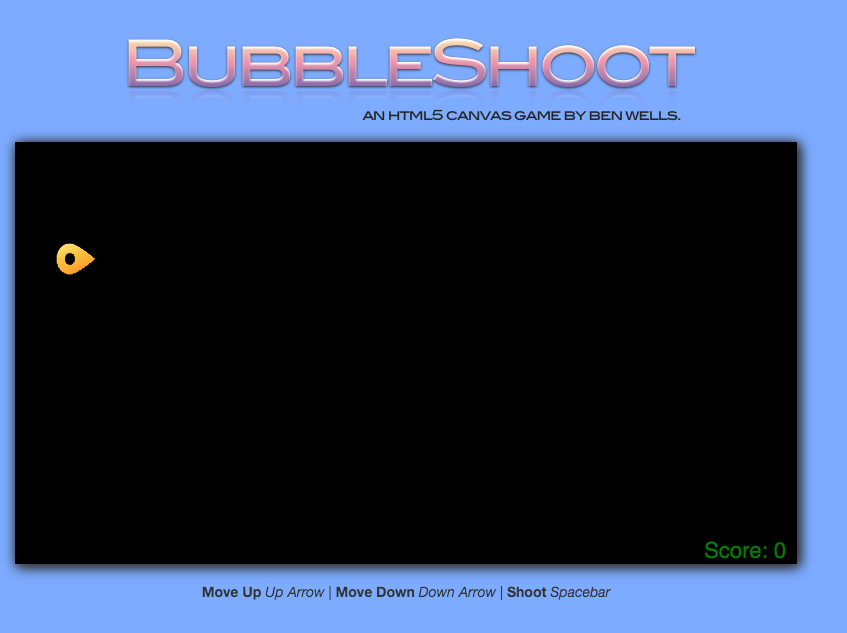 BUBBLESHOOT
AN HTML5 CANVAS GAME BY BEN WELLS.
Score: 0
Move Up Up Arrow | Move Down Down Arrow | Shoot Spacebar